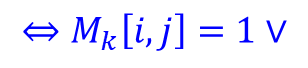 ⇔ M_k[i, j] = 1 ∨